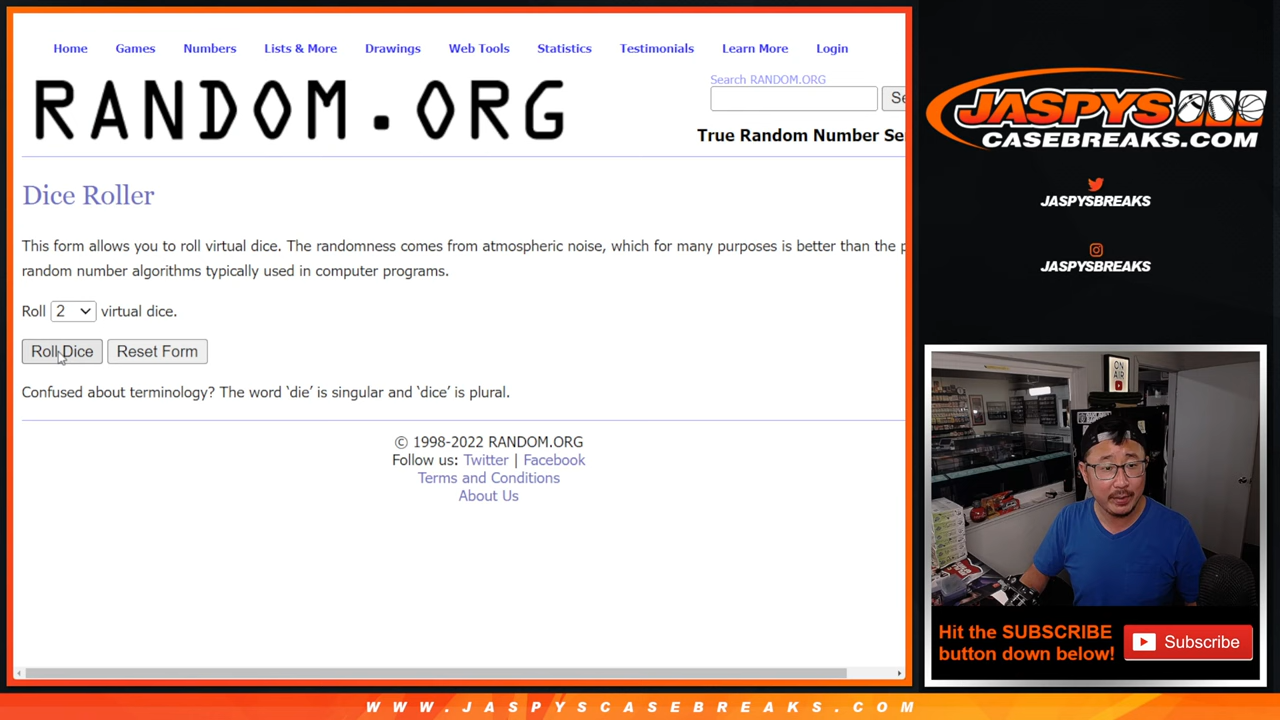 Home Games Numbers Lists & More Drawings Web Tools Statistics Testimonials Learn More Login
RANDOM.ORG
Search RANDOM.ORG
Se
True Random Number Se
Dice Roller
This form allows you to roll virtual dice. The randomness comes from atmospheric noise, which for many purposes is better than the p
random number algorithms typically used in computer programs.
Roll 2 virtual dice.
Roll Dice Reset Form
Confused about terminology? The word ‘die’ is singular and ‘dice’ is plural.
© 1998-2022 RANDOM.ORG
Follow us: Twitter | Facebook
Terms and Conditions
About Us
JASPYS
CASEBREAKS.COM
JASPYSBREAKS
JASPYSBREAKS
ON
AIR
Hit the SUBSCRIBE
button down below!
Subscribe
WWW.JASPYSCASEBREAKS.COM